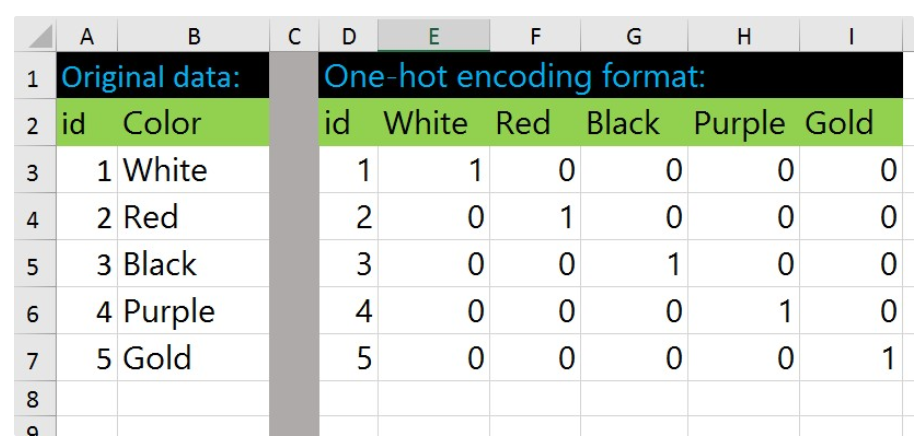 A B C D E F G H I
1 Original data: One-hot encoding format:
2 id Color id White Red Black Purple Gold
3 1 White 1 1 0 0 0 0
4 2 Red 2 0 1 0 0 0
5 3 Black 3 0 0 1 0 0
6 4 Purple 4 0 0 0 1 0
7 5 Gold 5 0 0 0 0 1
8
9